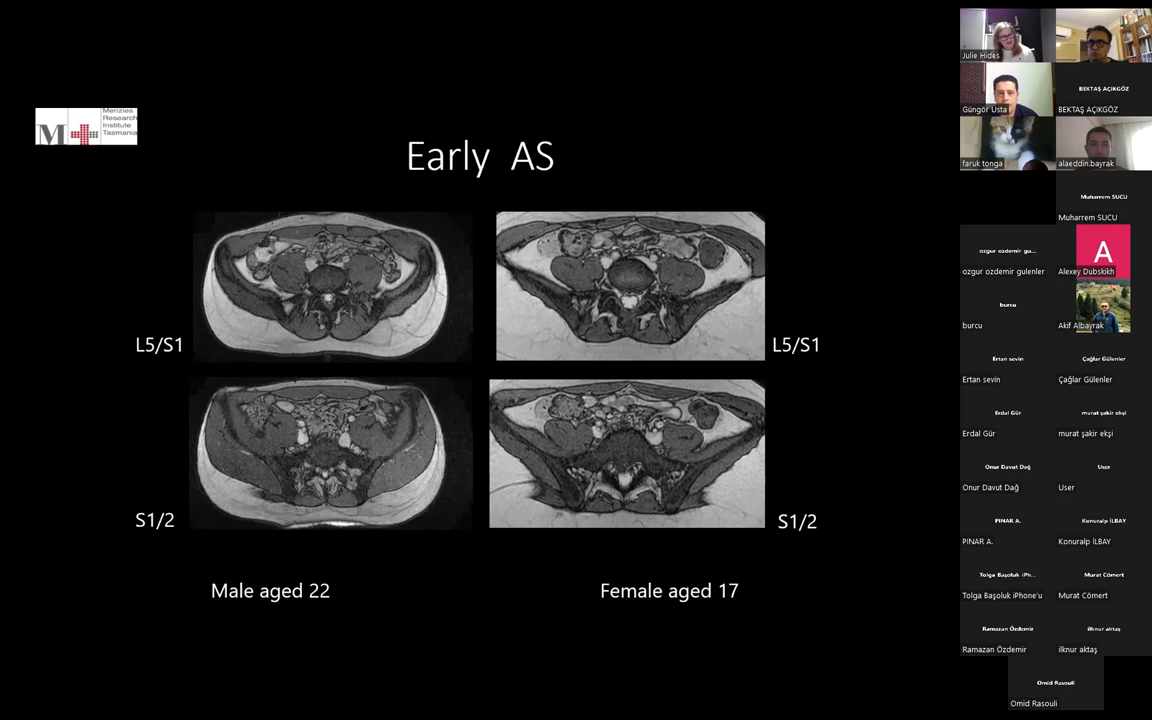 M
Menzies
Research
Institute
Tasmania
Early AS
L5/S1
L5/S1
S1/2
S1/2
Male aged 22
Female aged 17
Julie Hides
Güngör Usta
BEKTAŞ AÇIKGÖZ
BEKTAŞ AÇIKGÖZ
faruk tonga
alaeddin.bayrak
Muharrem SUCU
Muharrem SUCU
ozgur ozdemir gu...
ozgur ozdemir gulenler
A
Alexey Dubskikh
burcu
burcu
Akif Albayrak
Ertan sevin
Ertan sevin
Çağlar Gülenler
Çağlar Gülenler
Erdal Gür
Erdal Gür
murat şakir ekşi
murat şakir ekşi
Onur Davut Dağ
Onur Davut Dağ
User
User
PINAR A.
PINAR A.
Konuralp İLBAY
Konuralp İLBAY
Tolga Başoluk iPh...
Tolga Başoluk iPhone'u
Murat Cömert
Murat Cömert
Ramazan Özdemir
Ramazan Özdemir
ilknur aktaş
ilknur aktaş
Omid Rasouli
Omid Rasouli